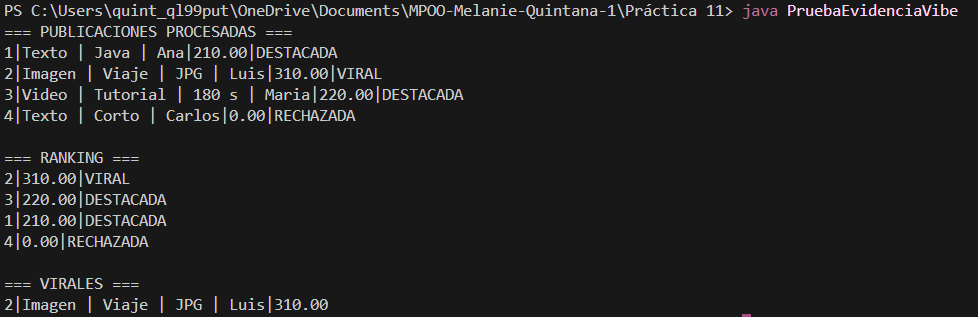 PS C:\Users\quint_ql99put\OneDrive\Documents\MPOO-Melanie-Quintana-1\Práctica 11> java PruebaEvidenciaVibe
=== PUBLICACIONES PROCESADAS ===
1|Texto | Java | Ana|210.00|DESTACADA
2|Imagen | Viaje | JPG | Luis|310.00|VIRAL
3|Video | Tutorial | 180 s | Maria|220.00|DESTACADA
4|Texto | Corto | Carlos|0.00|RECHAZADA

=== RANKING ===
2|310.00|VIRAL
3|220.00|DESTACADA
1|210.00|DESTACADA
4|0.00|RECHAZADA

=== VIRALES ===
2|Imagen | Viaje | JPG | Luis|310.00